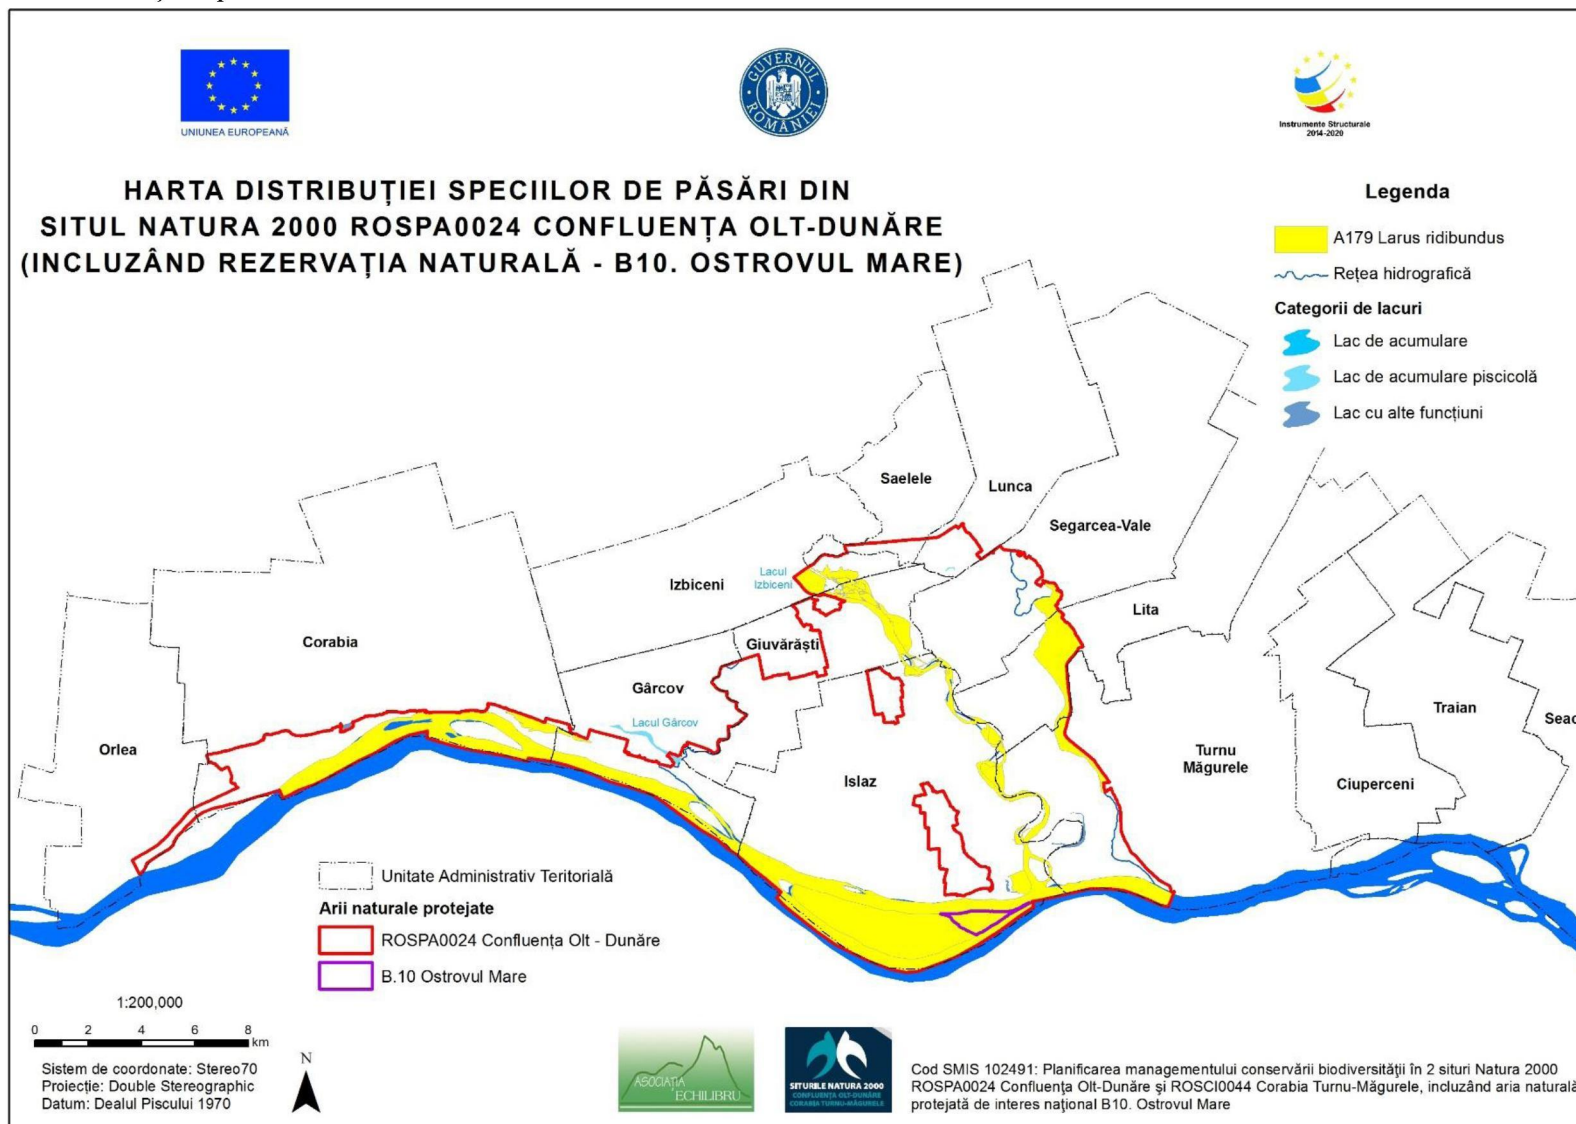 UNIUNEA EUROPEANĂ
GUVERNUL
ROMÂNIEI
Instrumente Structurale
2014-2020
HARTA DISTRIBUȚIEI SPECIILOR DE PĂSĂRI DIN
SITUL NATURA 2000 ROSPA0024 CONFLUENȚA OLT-DUNĂRE
(INCLUZÂND REZERVAȚIA NATURALĂ - B10. OSTROVUL MARE)
Legenda
A179 Larus ridibundus
Rețea hidrografică
Categorii de lacuri
Lac de acumulare
Lac de acumulare piscicolă
Lac cu alte funcțiuni
Saelele
Lunca
Segarcea-Vale
Izbiceni
Lacul
Izbiceni
Lita
Corabia
Giuvărăști
Gârcov
Lacul Gârcov
Orlea
Islaz
Turnu
Măgurele
Traian
Seac
Ciuperceni
Unitate Administrativ Teritorială
Arii naturale protejate
ROSPA0024 Confluența Olt - Dunăre
B.10 Ostrovul Mare
1:200,000
0 2 4 6 8
km
N
Sistem de coordonate: Stereo70
Proiecție: Double Stereographic
Datum: Dealul Piscului 1970
ASOCIAȚIA
ECHILIBRU
SITURILE NATURA 2000
CONFLUENȚA OLT-DUNĂRE
CORABIA TURNU-MĂGURELE
Cod SMIS 102491: Planificarea managementului conservării biodiversității în 2 situri Natura 2000
ROSPA0024 Confluența Olt-Dunăre și ROSCI0044 Corabia Turnu-Măgurele, incluzând aria naturală
protejată de interes național B10. Ostrovul Mare